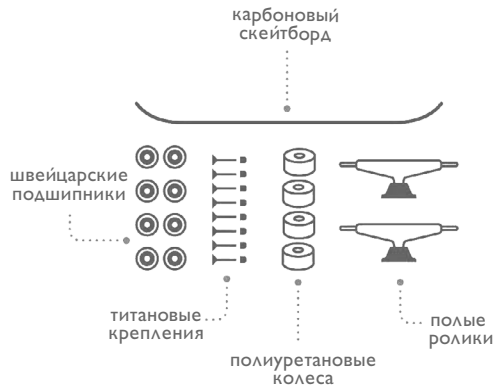 карбоновый
скейтборд
швейцарские
подшипники
титановые
крепления
полые
ролики
полиуретановые
колеса